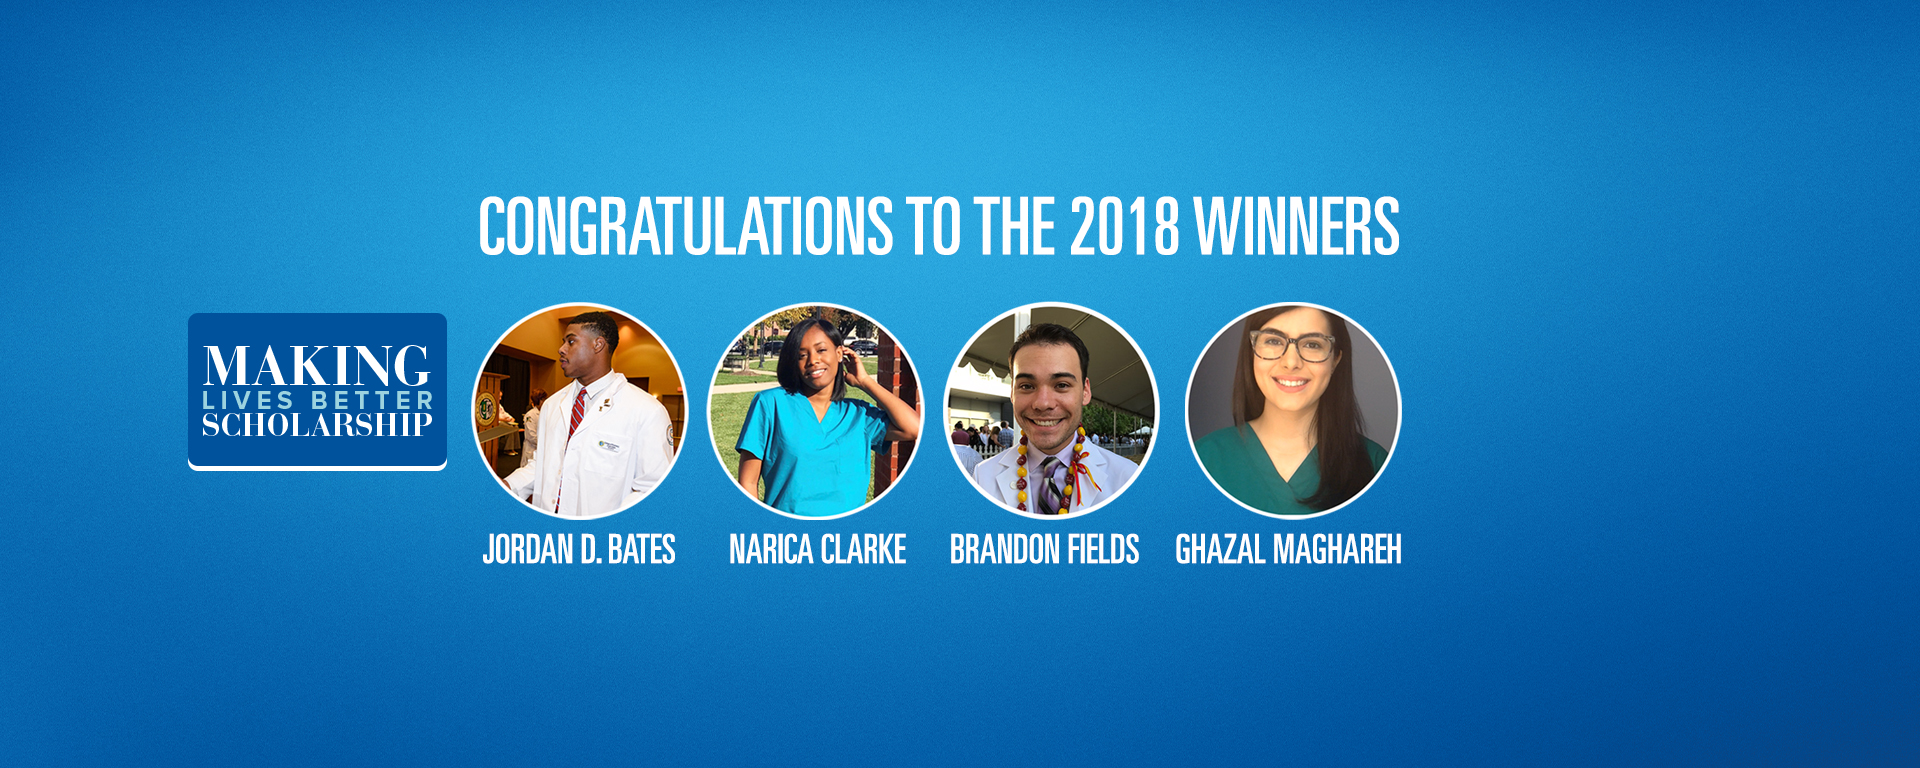 CONGRATULATIONS TO THE 2018 WINNERS
MAKING
LIVES BETTER
SCHOLARSHIP
JORDAN D. BATES
NARICA CLARKE
BRANDON FIELDS
GHAZAL MAGHAREH